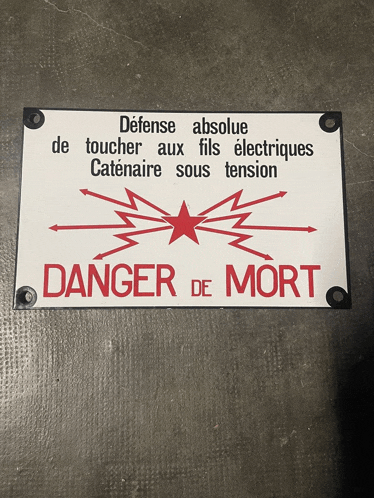 Défense absolue
de toucher aux fils électriques
Caténaire sous tension
DANGER DE MORT